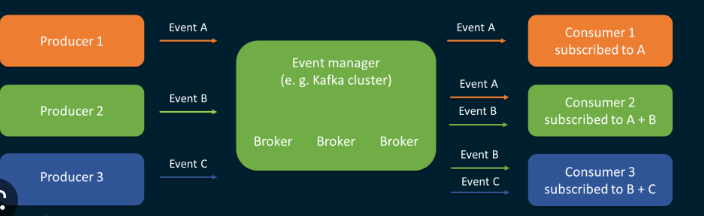 Producer 1
Event A
Event manager
(e. g. Kafka cluster)
Event A
Consumer 1
subscribed to A
Producer 2
Event B
Event A
Event B
Consumer 2
subscribed to A + B
Broker
Broker
Broker
Producer 3
Event C
Event B
Event C
Consumer 3
subscribed to B + C